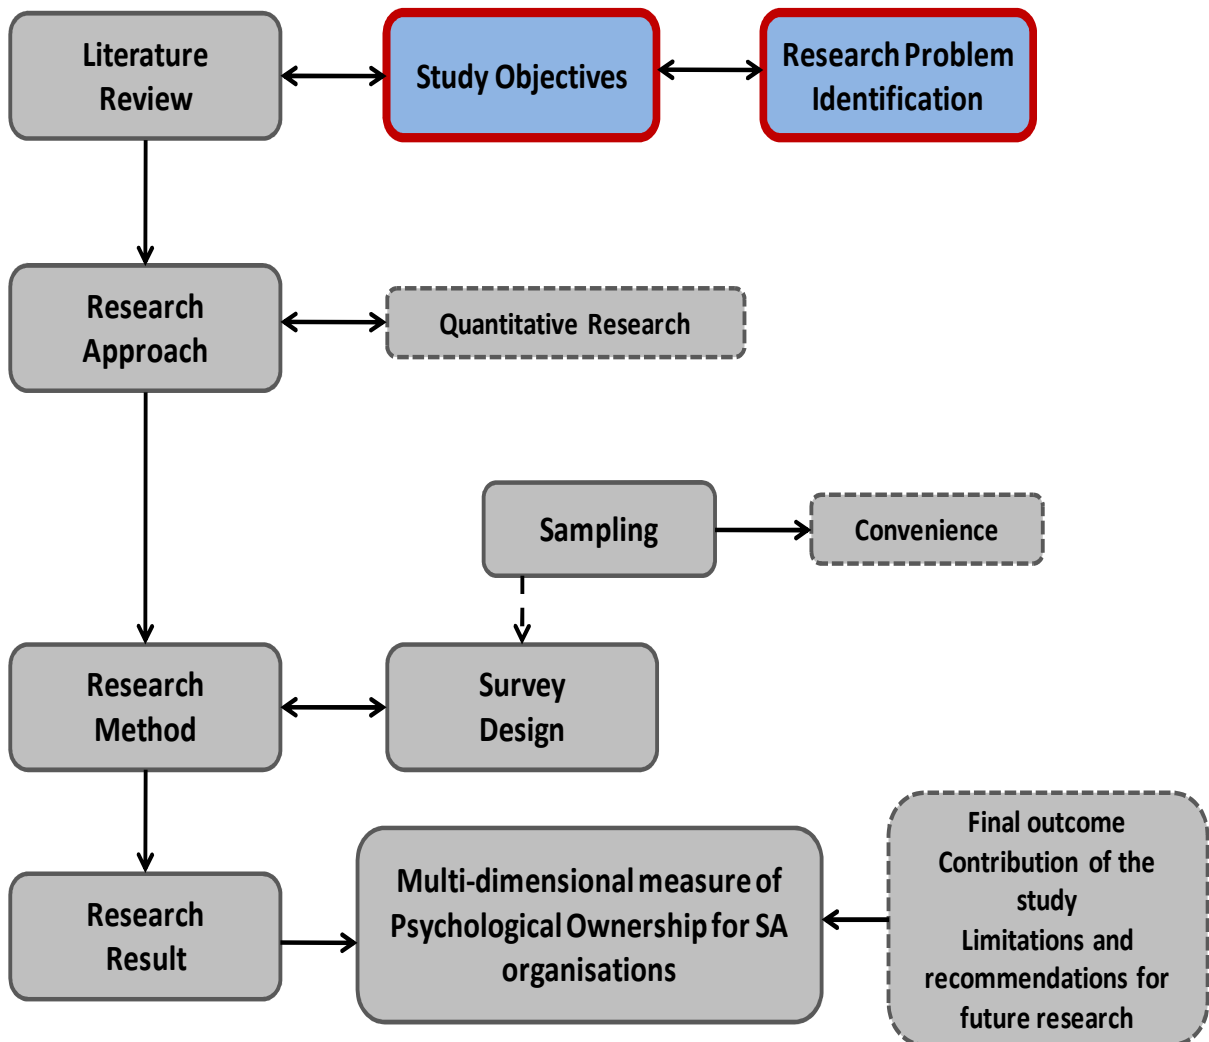 Literature
Review
Study Objectives
Research Problem
Identification
Research
Approach
Quantitative Research
Sampling
Convenience
Research
Method
Survey
Design
Research
Result
Multi-dimensional measure of
Psychological Ownership for SA
organisations
Final outcome
Contribution of the
study
Limitations and
recommendations for
future research